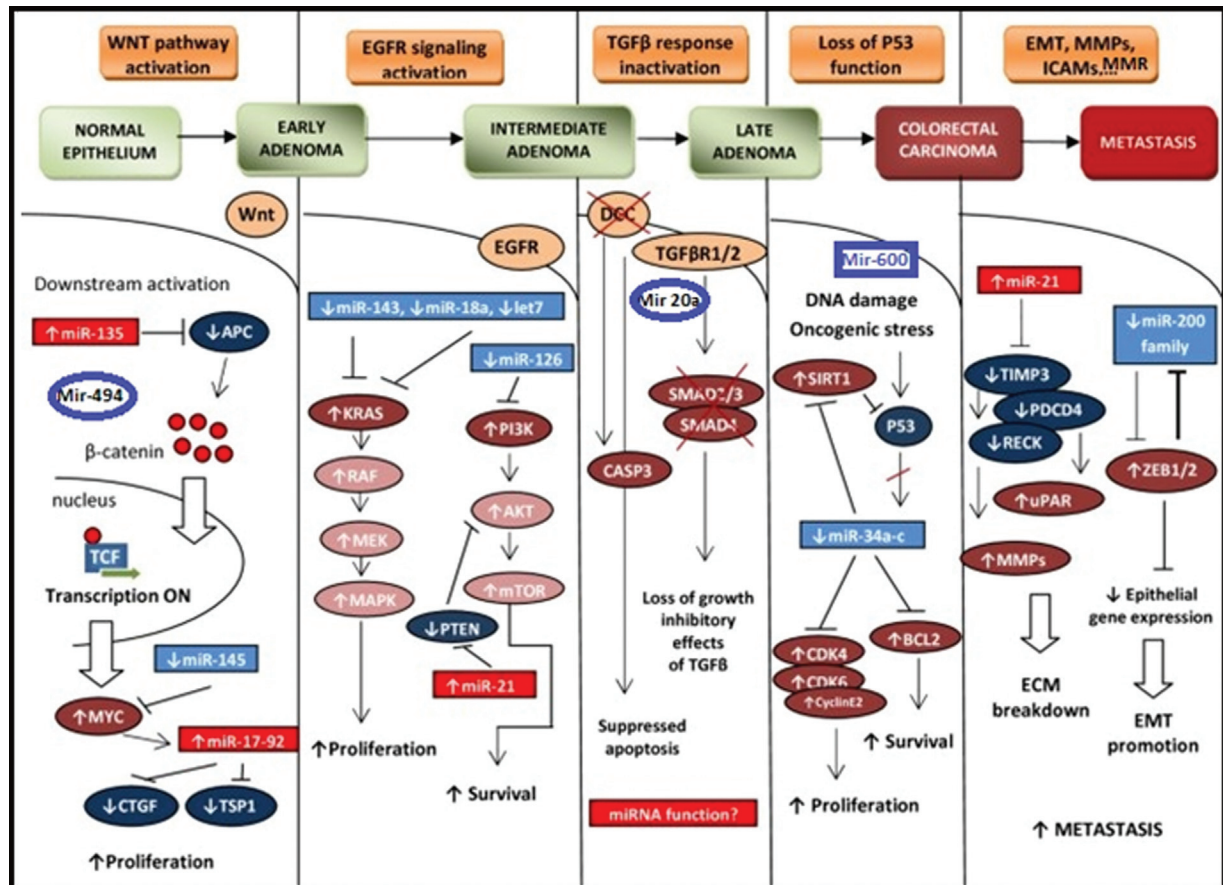 WNT pathway
activation
EGFR signaling
activation
TGFβ response
inactivation
Loss of P53
function
EMT, MMPs,
ICAMs,...MMR
NORMAL
EPITHELIUM
EARLY
ADENOMA
INTERMEDIATE
ADENOMA
LATE
ADENOMA
COLORECTAL
CARCINOMA
METASTASIS
Wnt
Downstream activation
↑miR-135
↓APC
Mir-494
β-catenin
nucleus
TCF
Transcription ON
↓miR-145
↑MYC
↑miR-17-92
↓CTGF
↓TSP1
↑Proliferation
EGFR
↓miR-143, ↓miR-18a, ↓let7
↓miR-126
↑KRAS
↑PI3K
↑RAF
↑AKT
↑MEK
↑mTOR
↑MAPK
↓PTEN
↑miR-21
↑Proliferation
↑ Survival
DCC
TGFβR1/2
Mir 20a
SMAD2/3
SMAD4
CASP3
Loss of growth
inhibitory
effects
of TGFβ
Suppressed
apoptosis
miRNA function?
Mir-600
DNA damage
Oncogenic stress
↑SIRT1
P53
↓miR-34a-c
↑CDK4
↑CDK6
↑CyclinE2
↑BCL2
↑ Survival
↑ Proliferation
↑miR-21
↓miR-200
family
↓TIMP3
↓PDCD4
↓RECK
↑ZEB1/2
↑uPAR
↑MMPs
↓ Epithelial
gene expression
ECM
breakdown
EMT
promotion
↑ METASTASIS